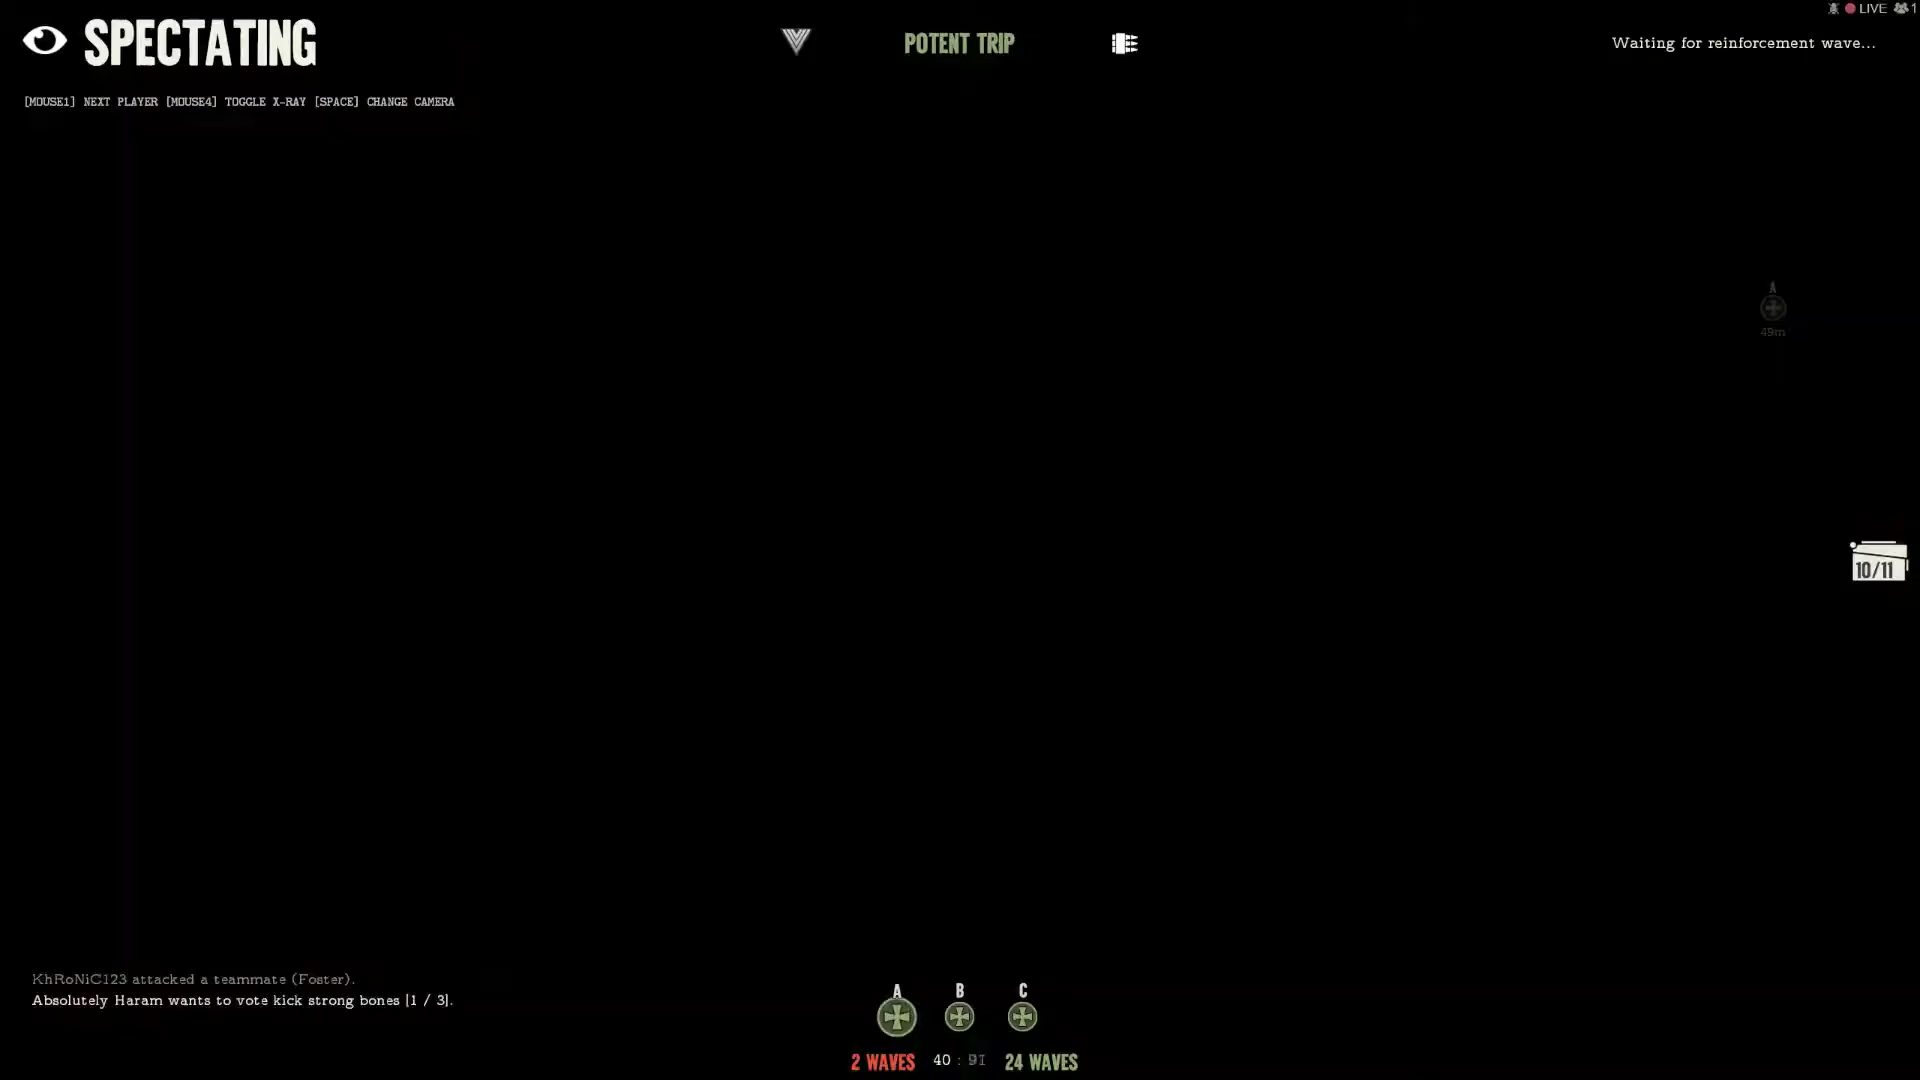 LIVE 1
SPECTATING
POTENT TRIP
Waiting for reinforcement wave...
[MOUSE1] NEXT PLAYER [MOUSE4] TOGGLE X-RAY [SPACE] CHANGE CAMERA
A
49m
10/11
KhRoNiC123 attacked a teammate (Foster).
Absolutely Haram wants to vote kick strong bones [1 / 3].
A B C
2 WAVES 40 : 24 WAVES